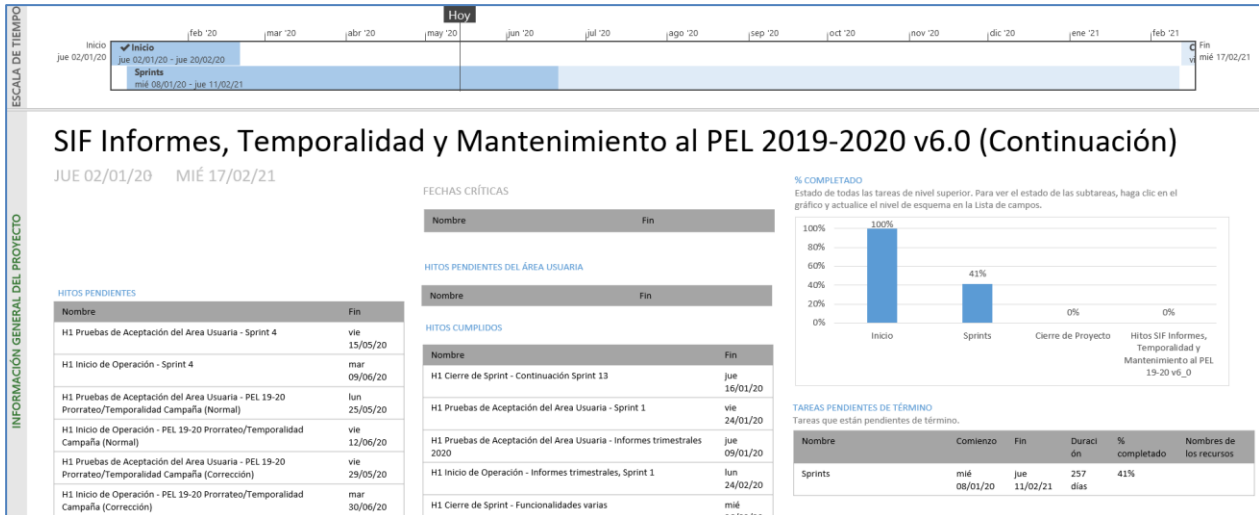 ESCALA DE TIEMPO
Hoy
feb '20 mar '20 abr '20 may '20 jun '20 jul '20 ago '20 sep '20 oct '20 nov '20 dic '20 ene '21 feb '21
Inicio
jue 02/01/20
✔ Inicio
jue 02/01/20 - jue 20/02/20
Sprints
mié 08/01/20 - jue 11/02/21
Fin
mié 17/02/21
INFORMACIÓN GENERAL DEL PROYECTO
SIF Informes, Temporalidad y Mantenimiento al PEL 2019-2020 v6.0 (Continuación)
JUE 02/01/20 MIÉ 17/02/21
HITOS PENDIENTES
Nombre Fin
H1 Pruebas de Aceptación del Area Usuaria - Sprint 4 vie
15/05/20
H1 Inicio de Operación - Sprint 4 mar
09/06/20
H1 Pruebas de Aceptación del Area Usuaria - PEL 19-20 lun
Prorrateo/Temporalidad Campaña (Normal) 25/05/20
H1 Inicio de Operación - PEL 19-20 Prorrateo/Temporalidad vie
Campaña (Normal) 12/06/20
H1 Pruebas de Aceptación del Area Usuaria - PEL 19-20 vie
Prorrateo/Temporalidad Campaña (Corrección) 29/05/20
H1 Inicio de Operación - PEL 19-20 Prorrateo/Temporalidad mar
Campaña (Corrección) 30/06/20
FECHAS CRÍTICAS
Nombre Fin
HITOS PENDIENTES DEL ÁREA USUARIA
Nombre Fin
HITOS CUMPLIDOS
Nombre Fin
H1 Cierre de Sprint - Continuación Sprint 13 jue
16/01/20
H1 Pruebas de Aceptación del Area Usuaria - Sprint 1 vie
24/01/20
H1 Pruebas de Aceptación del Area Usuaria - Informes trimestrales jue
2020 09/01/20
H1 Inicio de Operación - Informes trimestrales, Sprint 1 lun
24/02/20
H1 Cierre de Sprint - Funcionalidades varias mié
% COMPLETADO
Estado de todas las tareas de nivel superior. Para ver el estado de las subtareas, haga clic en el
gráfico y actualice el nivel de esquema en la Lista de campos.
100%
80%
60%
40%
20%
0%
100%
41%
0%
0%
Inicio
Sprints
Cierre de Proyecto
Hitos SIF Informes,
Temporalidad y
Mantenimiento al PEL
19-20 v6_0
TAREAS PENDIENTES DE TÉRMINO
Tareas que están pendientes de término.
Nombre Comienzo Fin Duraci % Nombres de
ón completado los recursos
Sprints mié jue 257 41%
08/01/20 11/02/21 días